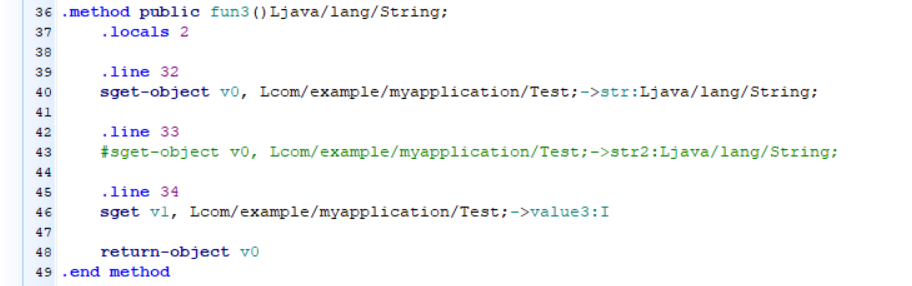 36 .method public fun3()Ljava/lang/String;
37     .locals 2
38
39     .line 32
40     sget-object v0, Lcom/example/myapplication/Test;->str:Ljava/lang/String;
41
42     .line 33
43     #sget-object v0, Lcom/example/myapplication/Test;->str2:Ljava/lang/String;
44
45     .line 34
46     sget v1, Lcom/example/myapplication/Test;->value3:I
47
48     return-object v0
49 .end method